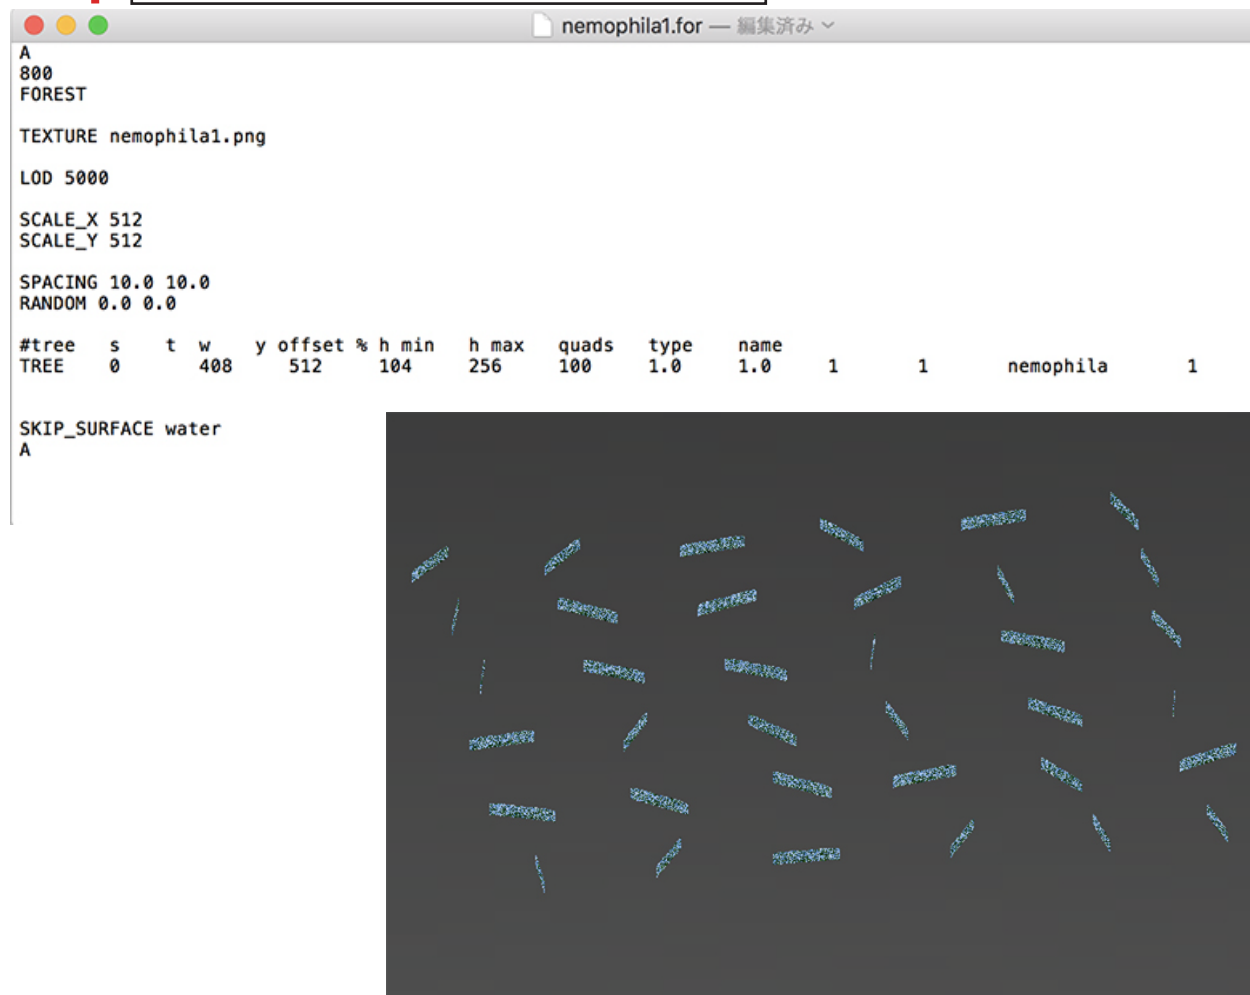 nemophila1.for — 編集済み
A
800
FOREST
TEXTURE nemophila1.png
LOD 5000
SCALE_X 512
SCALE_Y 512
SPACING 10.0 10.0
RANDOM 0.0 0.0
#tree s t w y offset % h min h max quads type name
TREE 0 408 512 104 256 100 1.0 1.0 1 1 nemophila 1
SKIP_SURFACE water
A